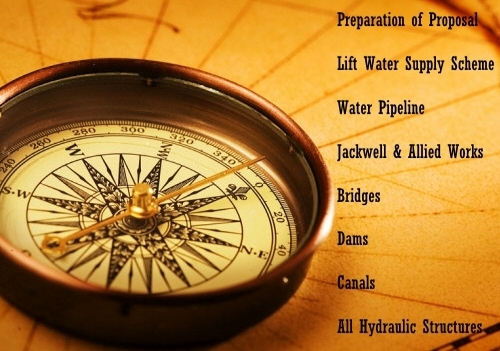 Preparation of Proposal
Lift Water Supply Scheme
Water Pipeline
Jackwell & Allied Works
Bridges
Dams
Canals
All Hydraulic Structures
240
260
280
300
320
340
0
20
40
S·W
W
N·E